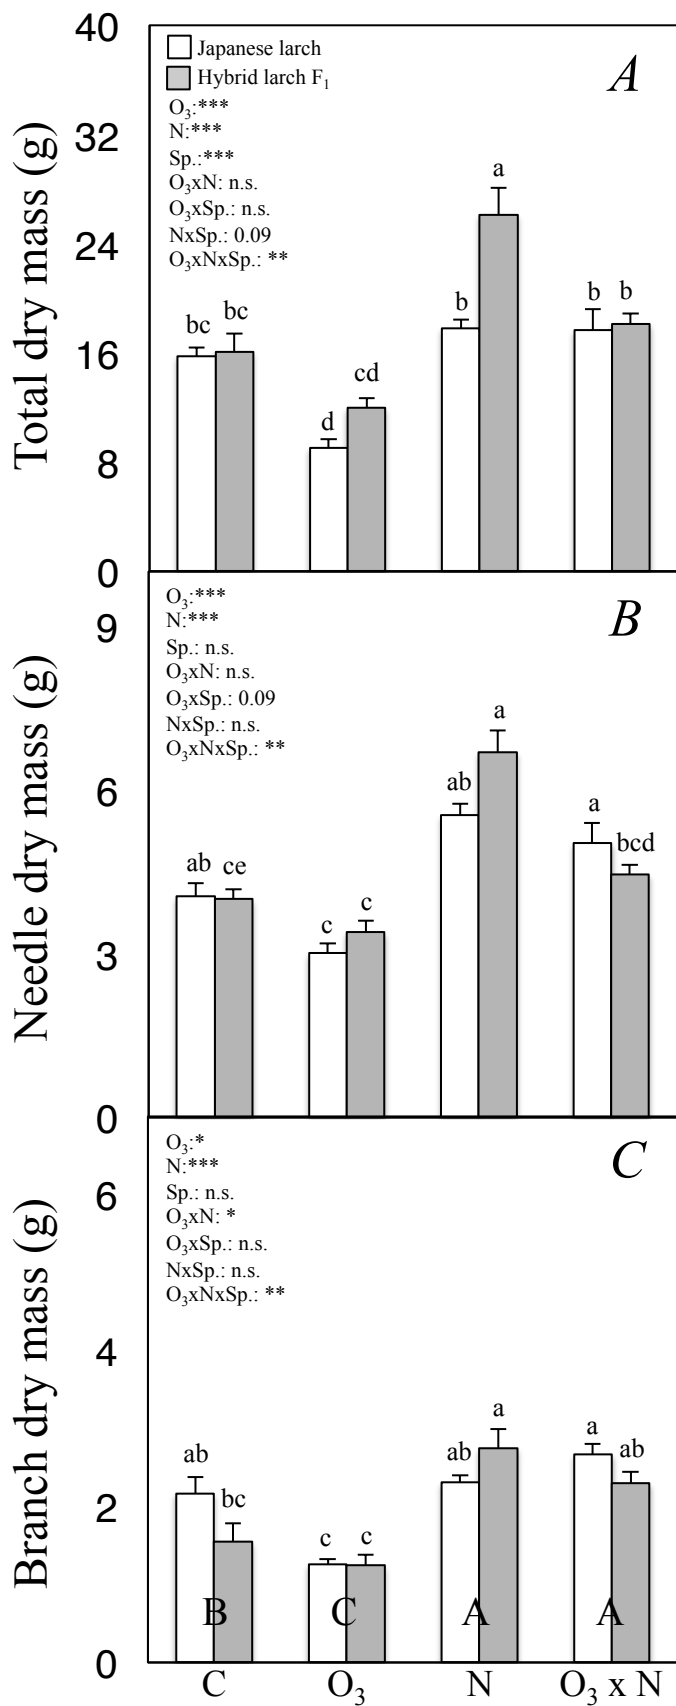 40
Japanese larch
A
Hybrid larch F₁
O₃:***
32
N:***
Sp.:***
O₃xN: n.s.
O₃xSp.: n.s.
NxSp.: 0.09
O₃xNxSp.: **
Total dry mass (g)
24
16
8
0
bc bc
d cd
b a
b b
O₃:***
N:***
B
9
Sp.: n.s.
O₃xN: n.s.
O₃xSp.: 0.09
NxSp.: n.s.
O₃xNxSp.: **
Needle dry mass (g)
6
3
0
ab ce
c c
ab a
a bcd
O₃:*
N:***
C
6
Sp.: n.s.
O₃xN: *
O₃xSp.: n.s.
NxSp.: n.s.
O₃xNxSp.: **
Branch dry mass (g)
4
2
0
ab bc
c c
ab a
a ab
B C A A
C O₃ N O₃ x N